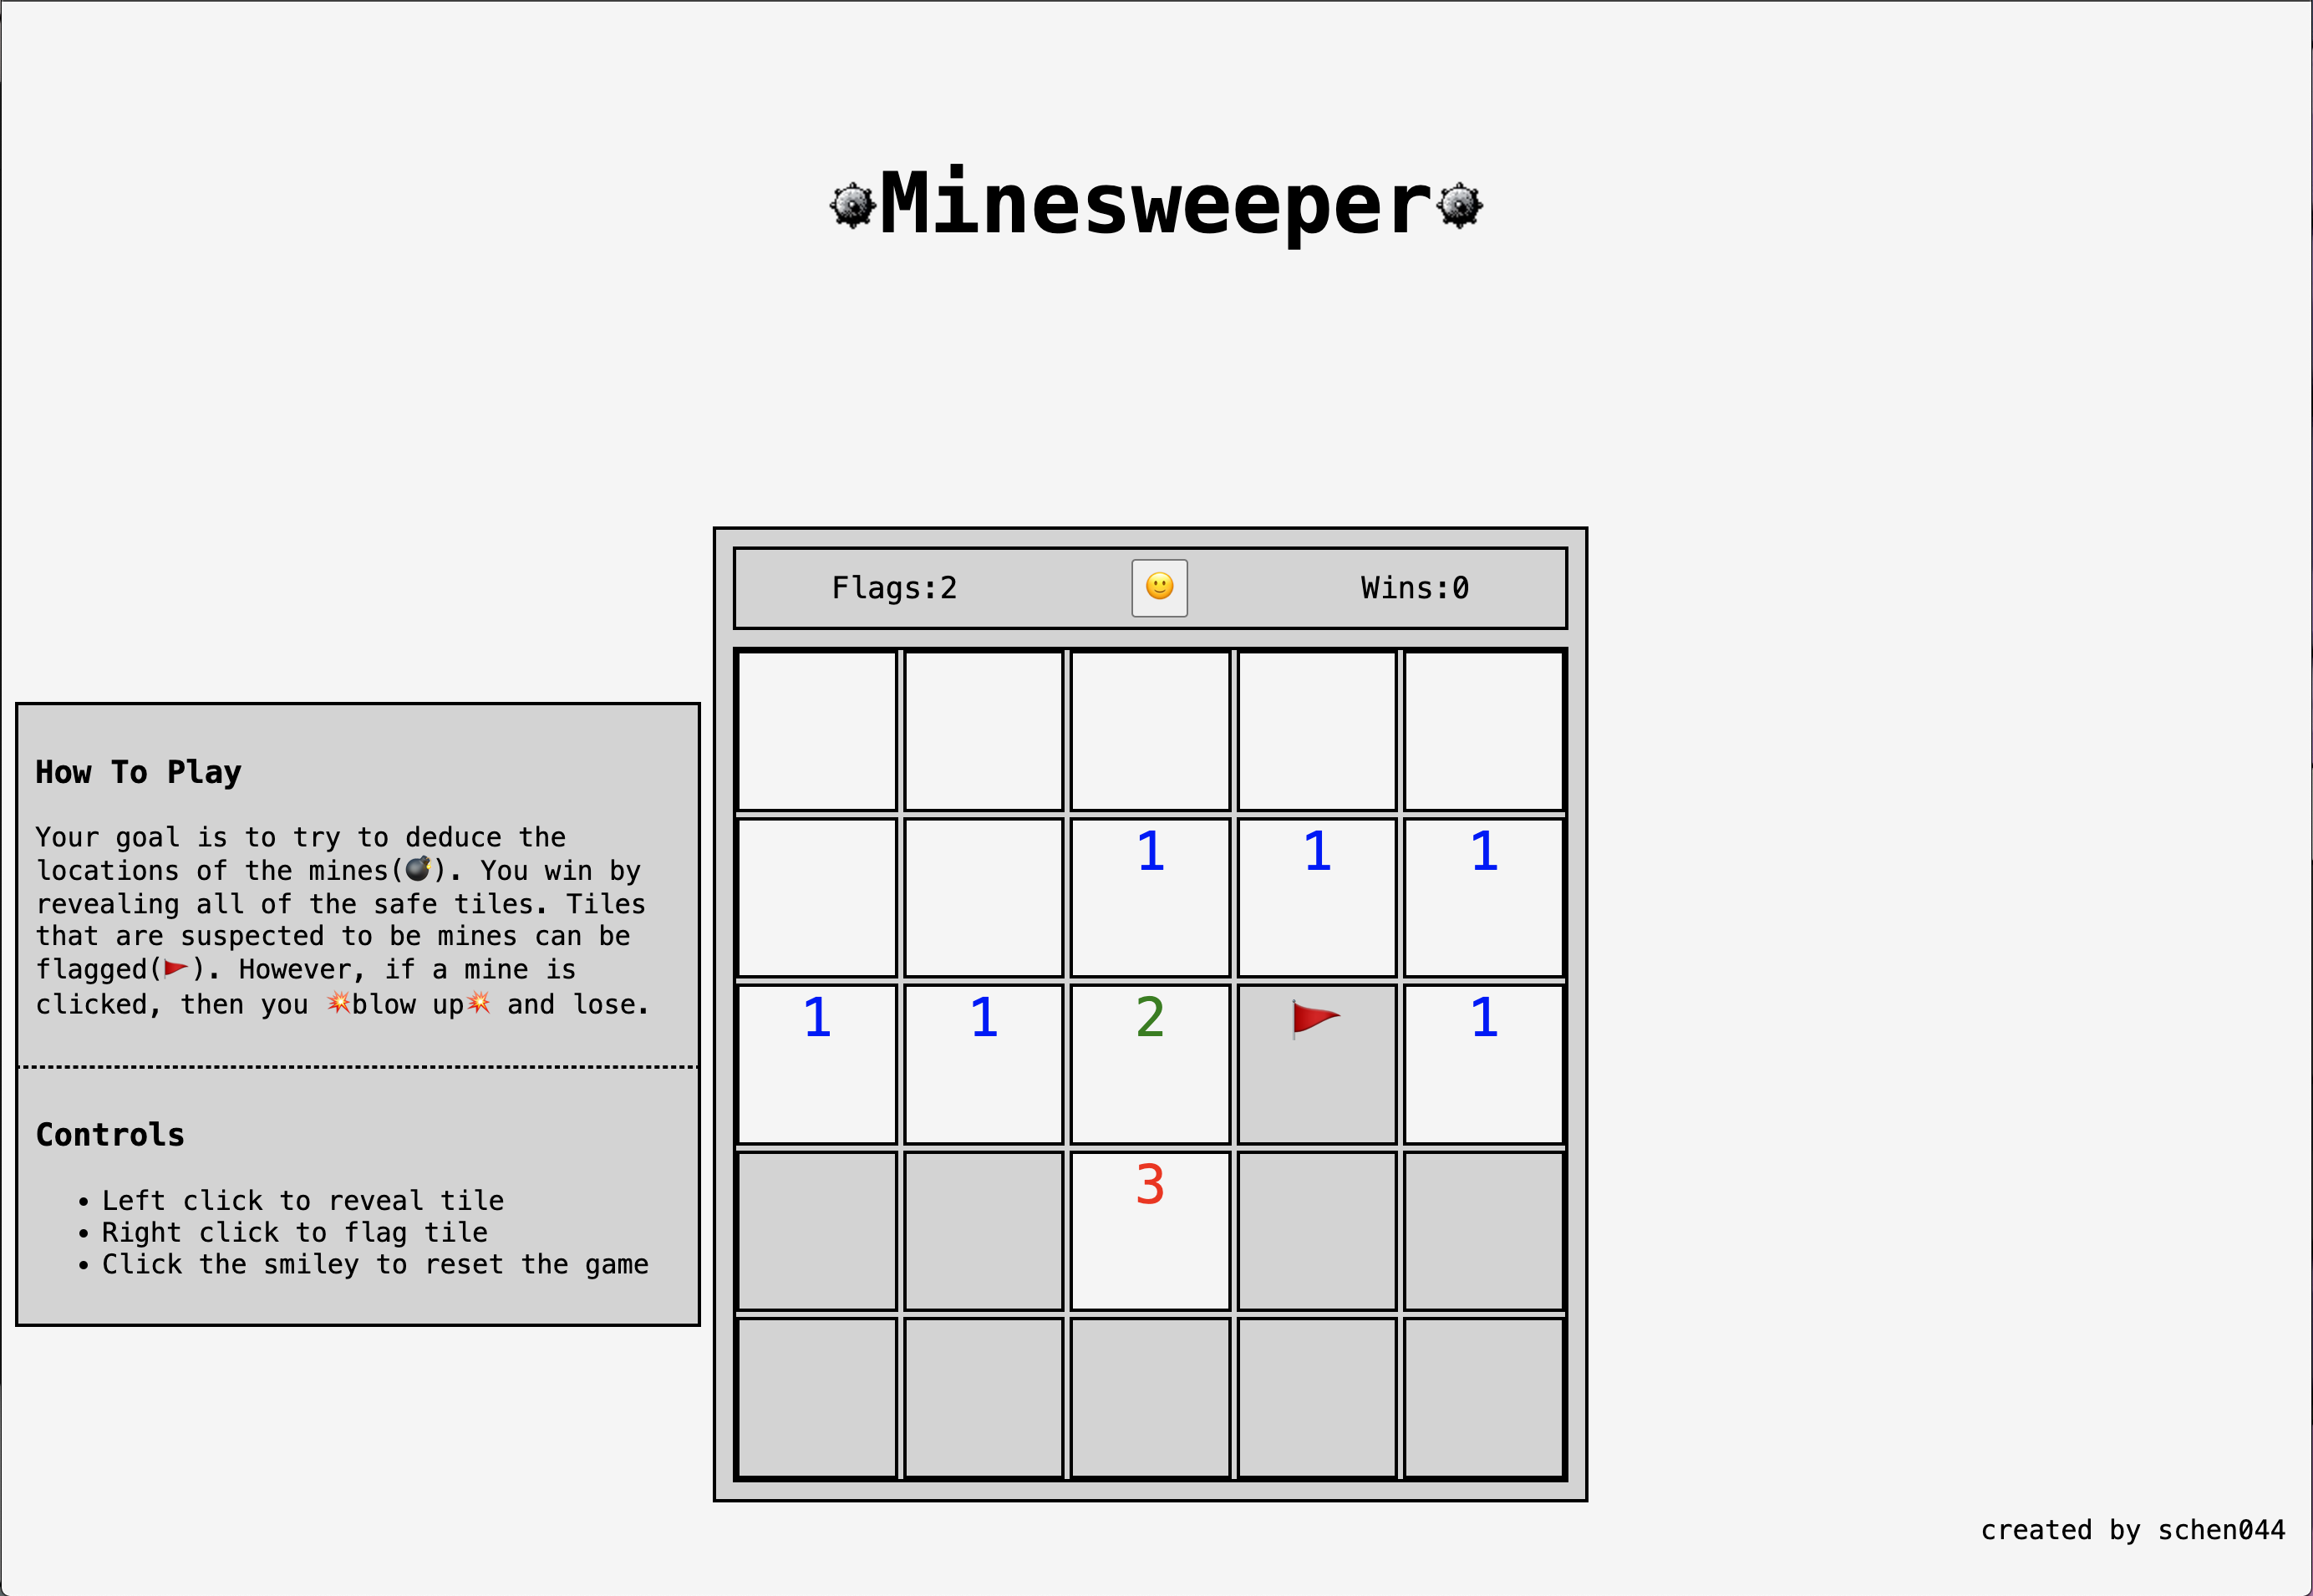 Minesweeper
Flags:2 🙂 Wins:0
1 1 1
1 1 2 🚩 1
3
How To Play
Your goal is to try to deduce the
locations of the mines(💣). You win by
revealing all of the safe tiles. Tiles
that are suspected to be mines can be
flagged(🚩). However, if a mine is
clicked, then you 💥blow up💥 and lose.
Controls
• Left click to reveal tile
• Right click to flag tile
• Click the smiley to reset the game
created by schen044